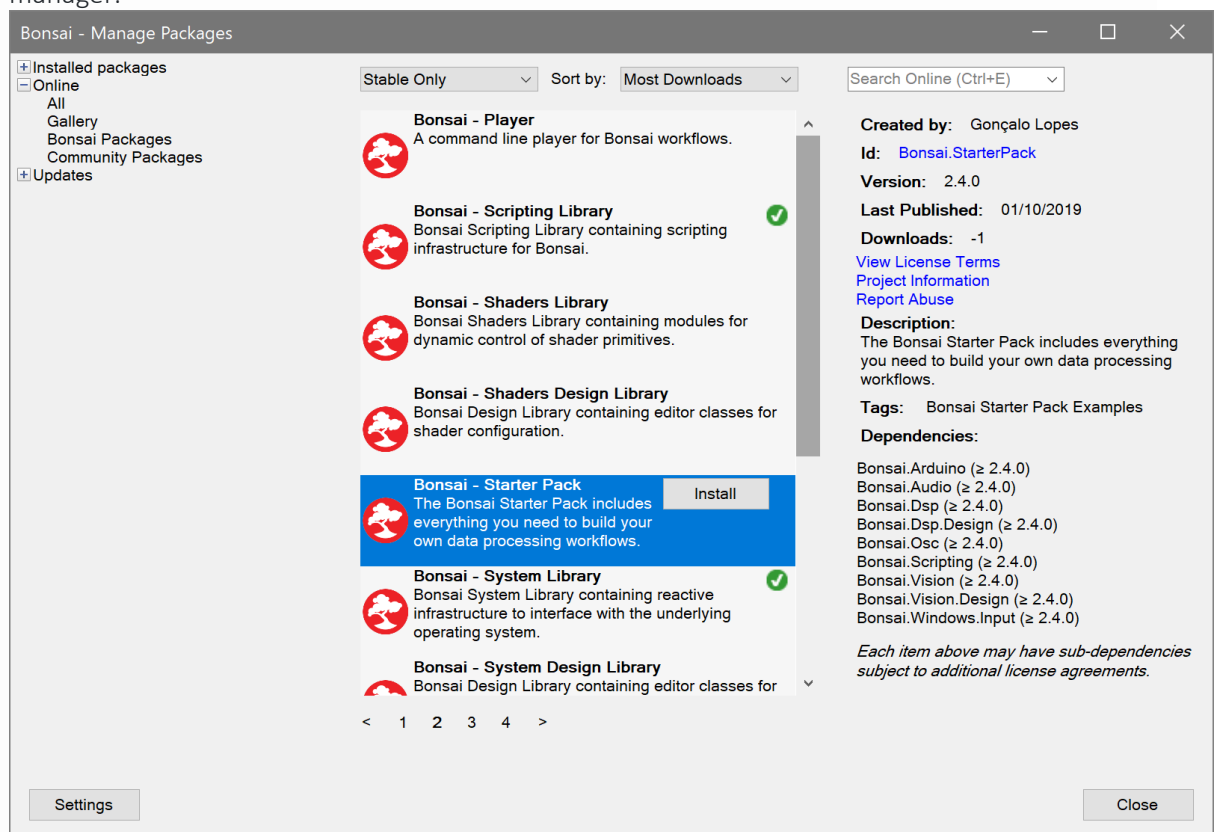 manager.
Bonsai - Manage Packages
Installed packages
Online
All
Gallery
Bonsai Packages
Community Packages
Updates
Stable Only
Sort by:
Most Downloads
Bonsai - Player
A command line player for Bonsai workflows.
Bonsai - Scripting Library
Bonsai Scripting Library containing scripting
infrastructure for Bonsai.
Bonsai - Shaders Library
Bonsai Shaders Library containing modules for
dynamic control of shader primitives.
Bonsai - Shaders Design Library
Bonsai Design Library containing editor classes for
shader configuration.
Bonsai - Starter Pack
Install
The Bonsai Starter Pack includes
everything you need to build your
own data processing workflows.
Bonsai - System Library
Bonsai System Library containing reactive
infrastructure to interface with the underlying
operating system.
Bonsai - System Design Library
Bonsai Design Library containing editor classes for
< 1 2 3 4 >
Search Online (Ctrl+E)
Created by: Gonçalo Lopes
Id: Bonsai.StarterPack
Version: 2.4.0
Last Published: 01/10/2019
Downloads: -1
View License Terms
Project Information
Report Abuse
Description:
The Bonsai Starter Pack includes everything
you need to build your own data processing
workflows.
Tags: Bonsai Starter Pack Examples
Dependencies:
Bonsai.Arduino (≥ 2.4.0)
Bonsai.Audio (≥ 2.4.0)
Bonsai.Dsp (≥ 2.4.0)
Bonsai.Dsp.Design (≥ 2.4.0)
Bonsai.Osc (≥ 2.4.0)
Bonsai.Scripting (≥ 2.4.0)
Bonsai.Vision (≥ 2.4.0)
Bonsai.Vision.Design (≥ 2.4.0)
Bonsai.Windows.Input (≥ 2.4.0)
Each item above may have sub-dependencies
subject to additional license agreements.
Settings
Close